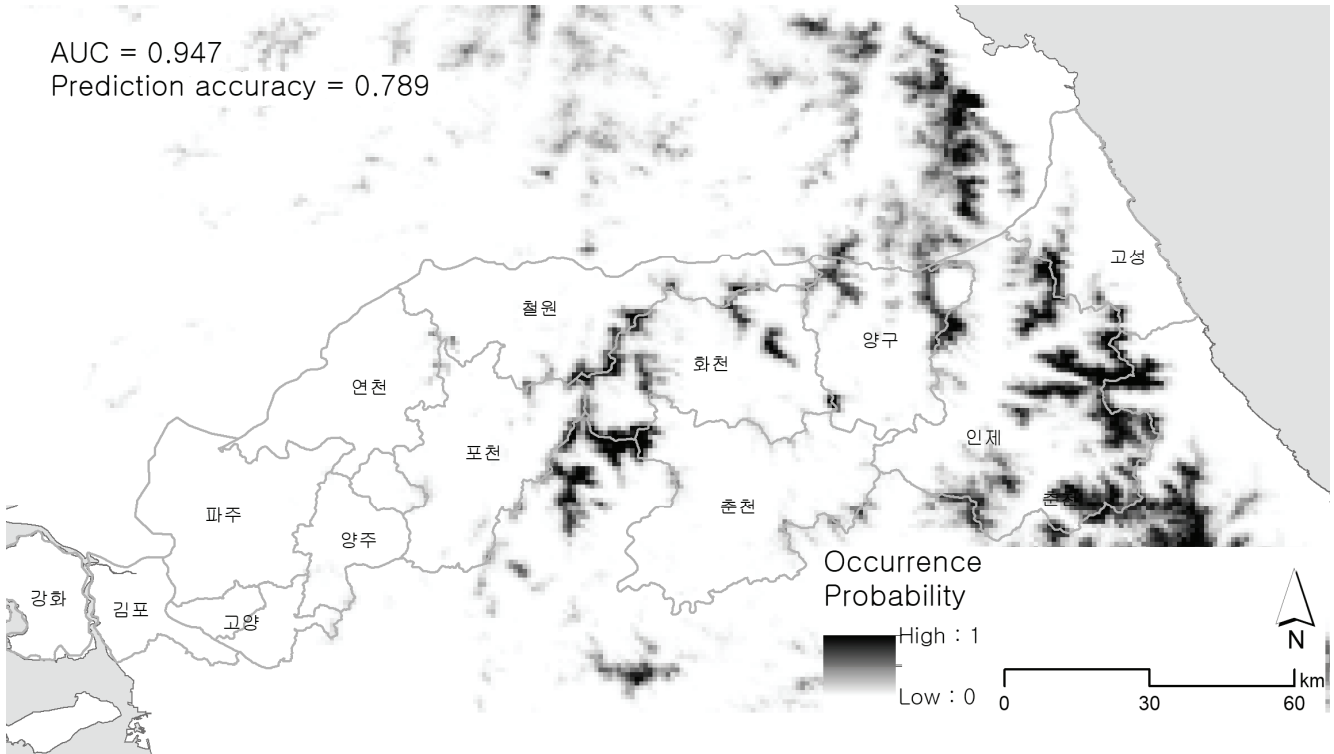 AUC = 0.947
Prediction accuracy = 0.789
고성
철원
양구
화천
연천
인제
포천
춘천
파주
양주
강화
김포
고양
Occurrence
Probability
High : 1
Low : 0
N
km
0 30 60